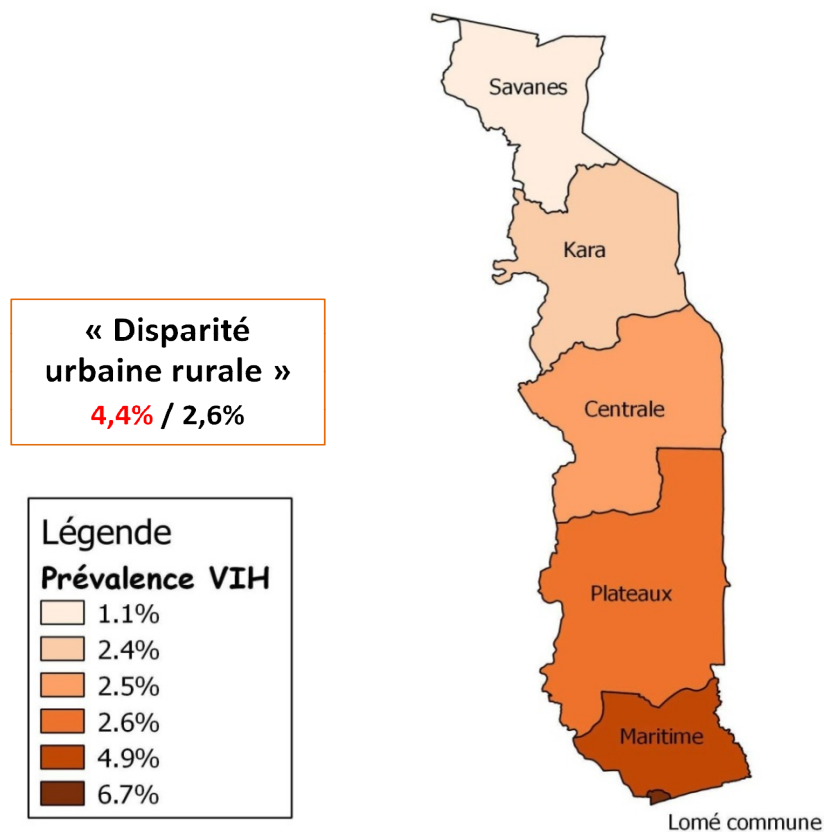 « Disparité
urbaine rurale »
4,4% / 2,6%
Légende
Prévalence VIH
1.1%
2.4%
2.5%
2.6%
4.9%
6.7%
Savanes
Kara
Centrale
Plateaux
Maritime
Lomé commune